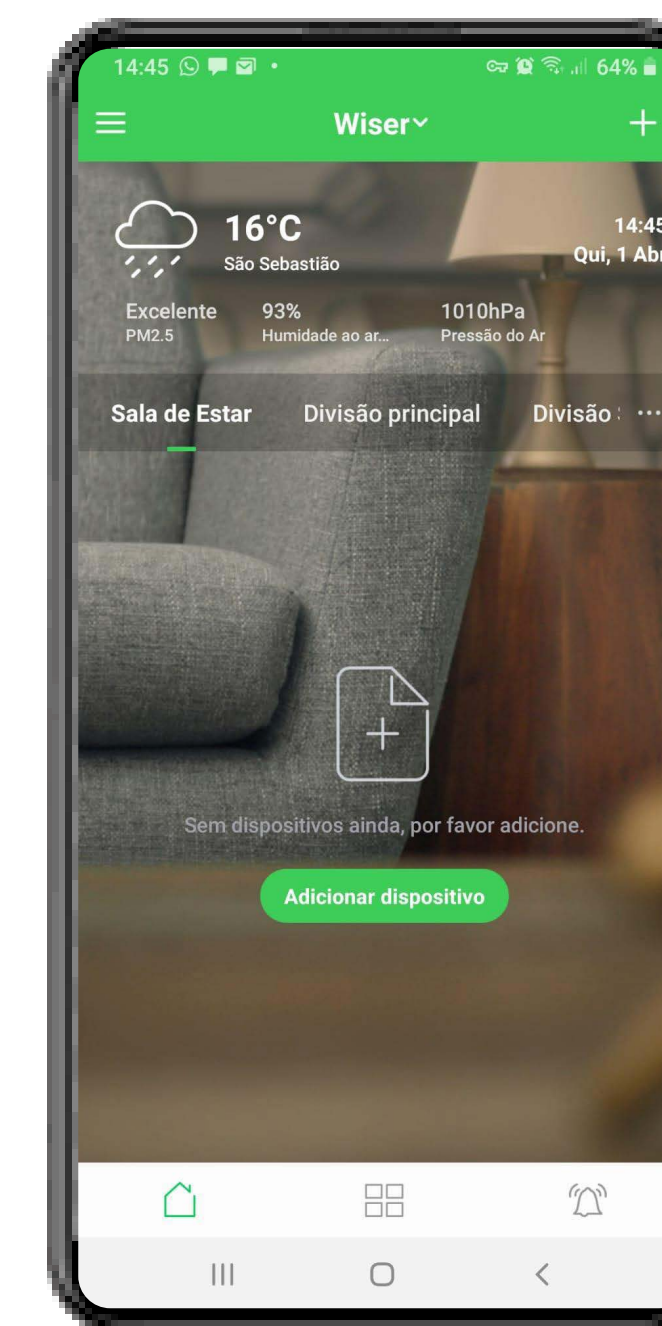 14:45 64%
Wiser
16°C
14:45
São Sebastião
Qui, 1 Abr
Excelente 93% 1010hPa
PM2.5 Humidade ao ar... Pressão do Ar
Sala de Estar Divisão principal Divisão ...
Sem dispositivos ainda, por favor adicione.
Adicionar dispositivo